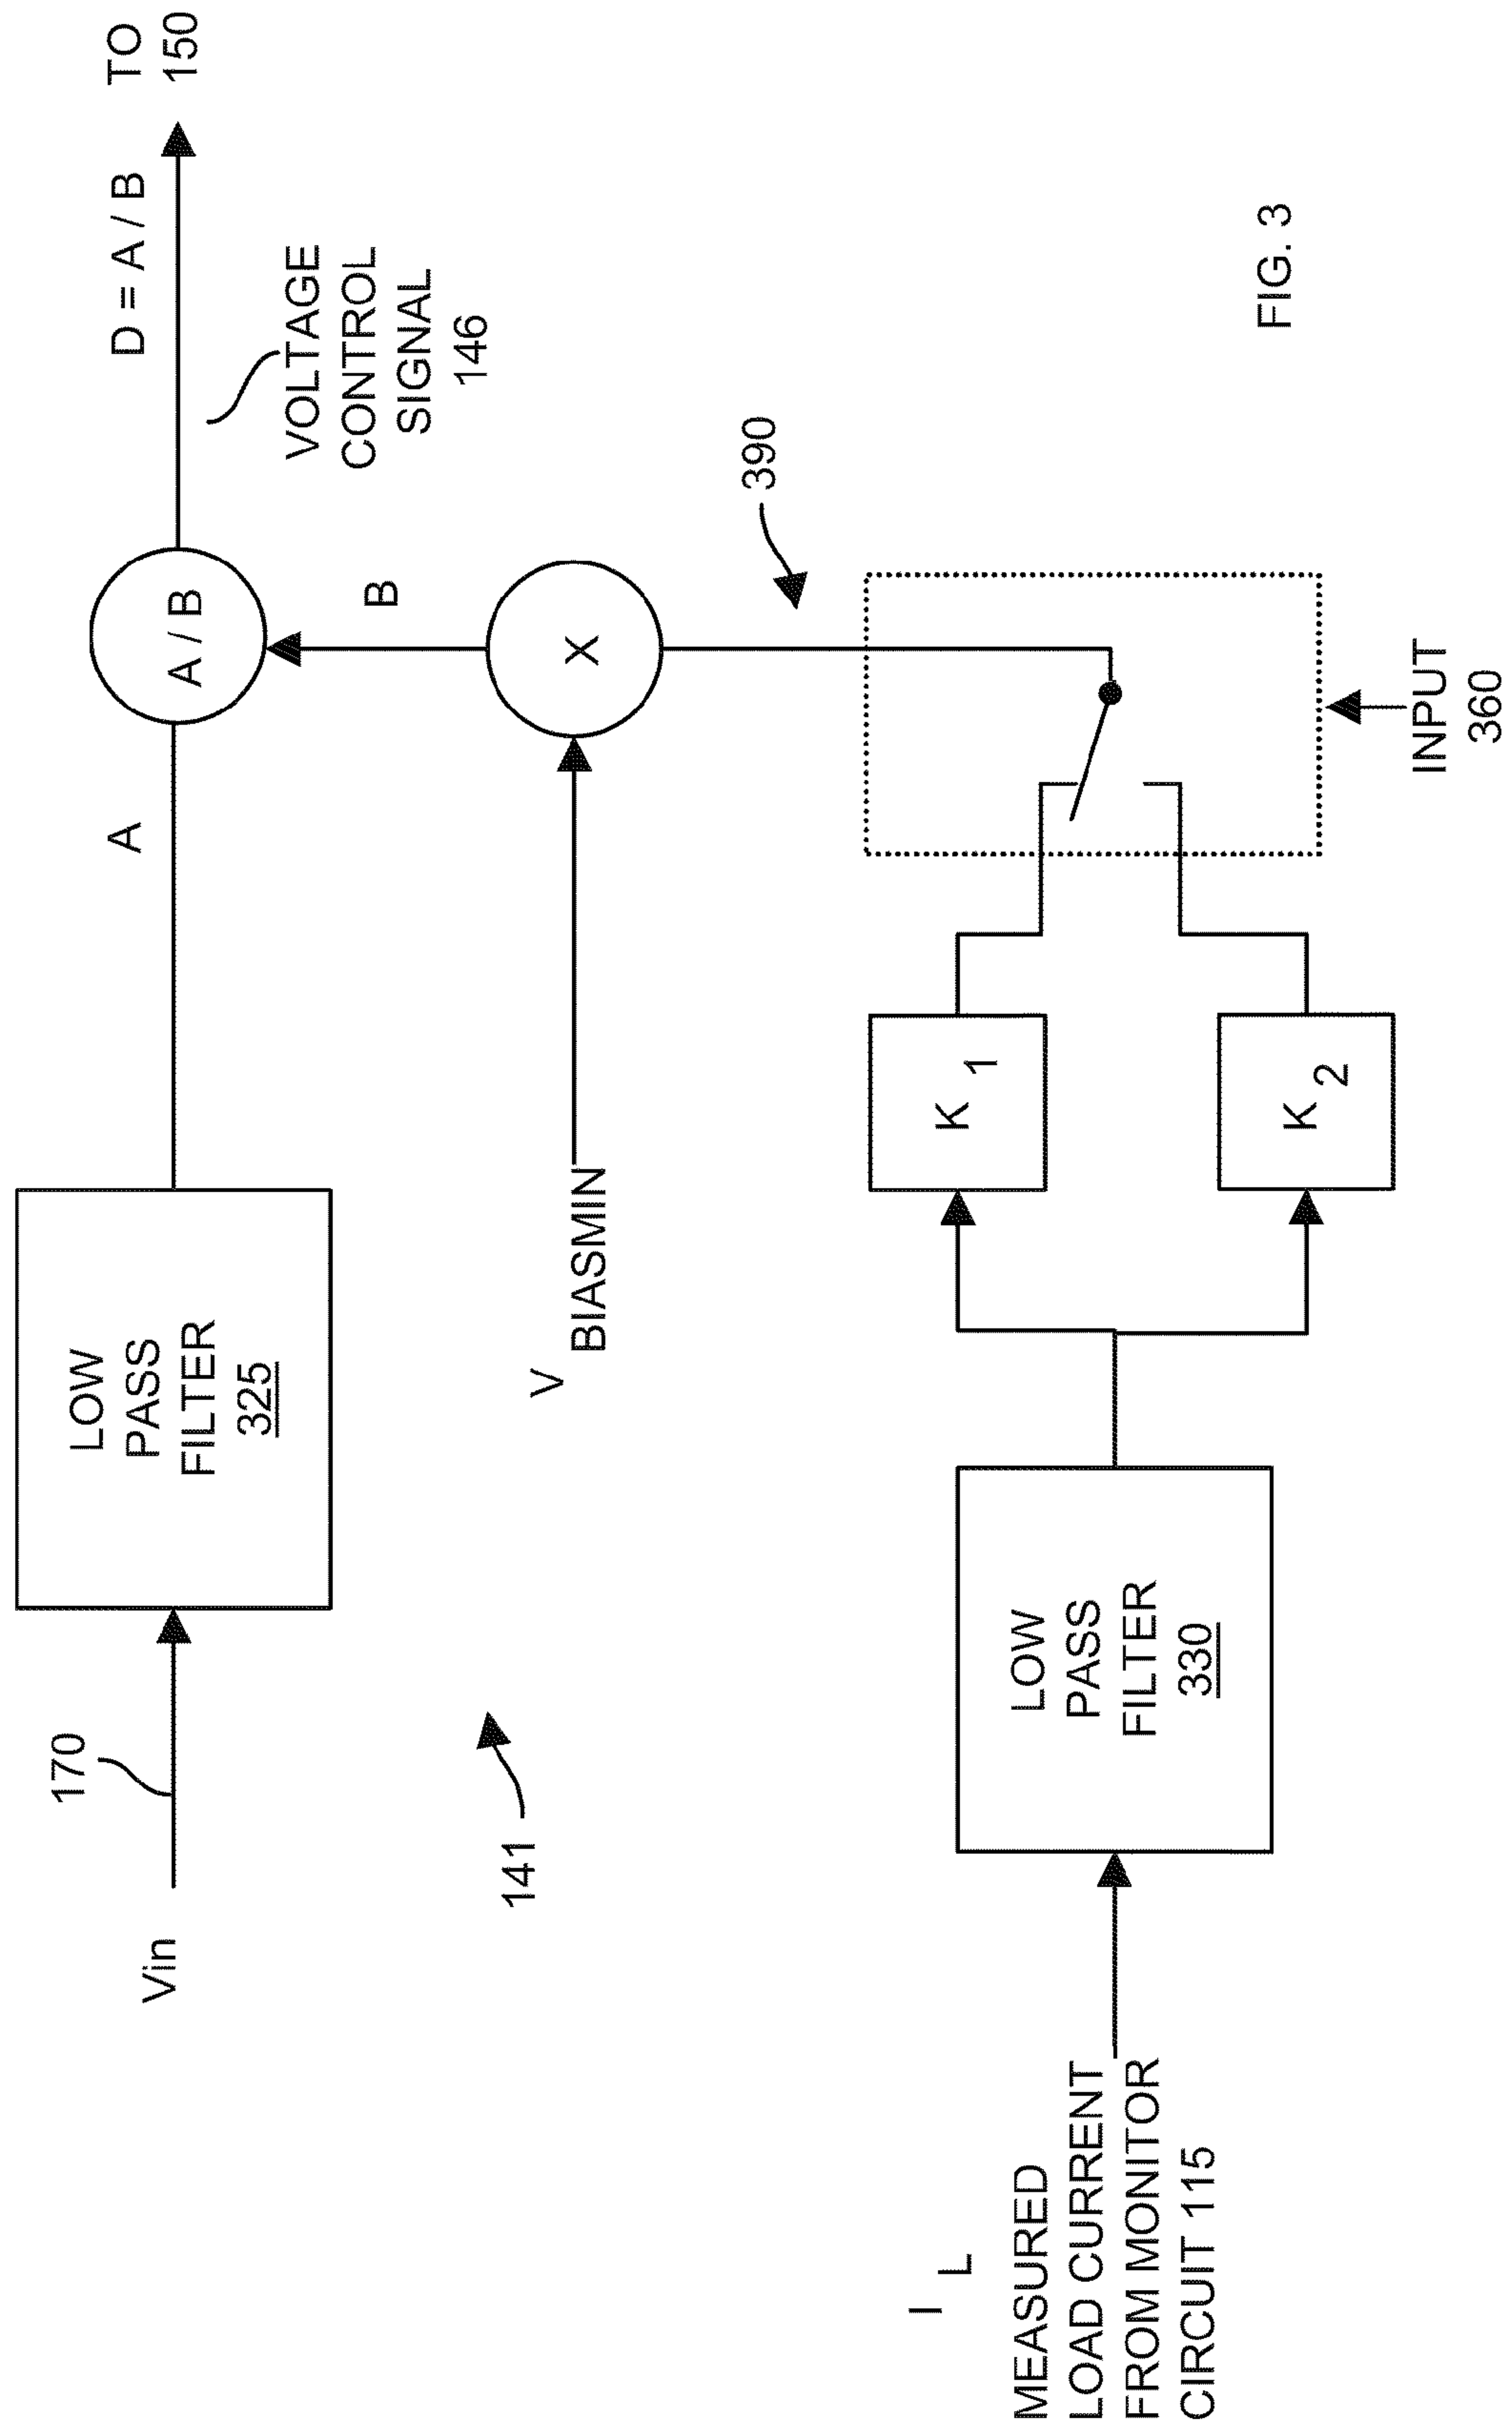 Vin
170
LOW
PASS
FILTER
325
A
A / B
D = A / B
TO
150
VOLTAGE
CONTROL
SIGNAL
146
B
V
BIASMIN
X
141
390
I
L
MEASURED
LOAD CURRENT
FROM MONITOR
CIRCUIT 115
LOW
PASS
FILTER
330
K
1
K
2
INPUT
360
FIG. 3